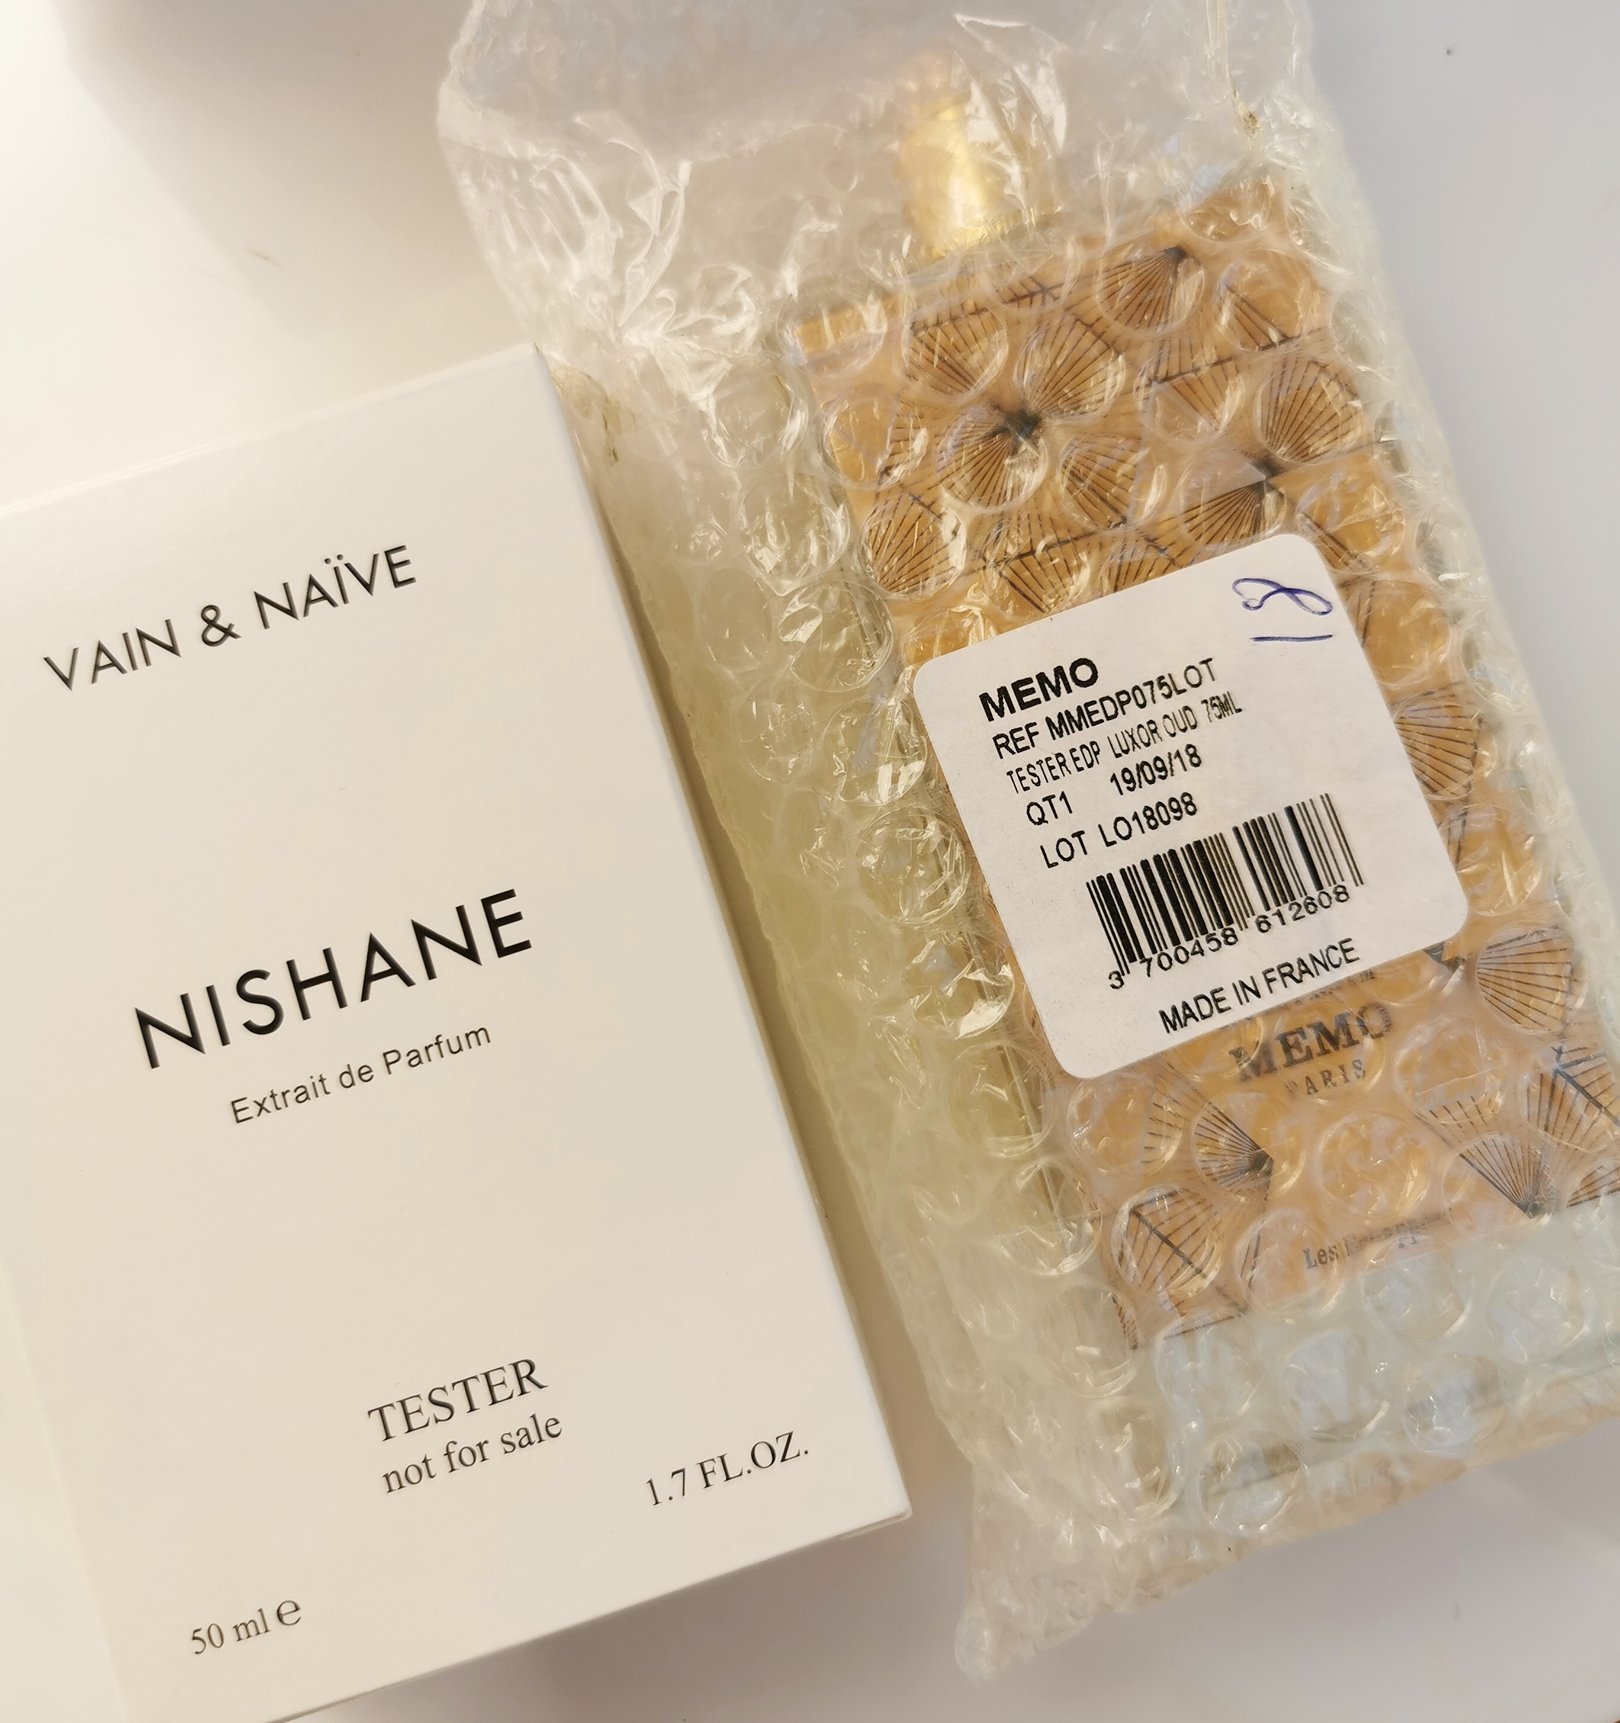 VAIN & NAÏVE
NISHANE
Extrait de Parfum
TESTER
not for sale
1.7 FL.OZ.
50 ml e
MEMO
REF MMEDP075LOT
TESTER EDP LUXOR OUD 75ML
QT1 19/09/18
LOT LO18098
3 700458 612608
MADE IN FRANCE
MEMO
PARIS
Les